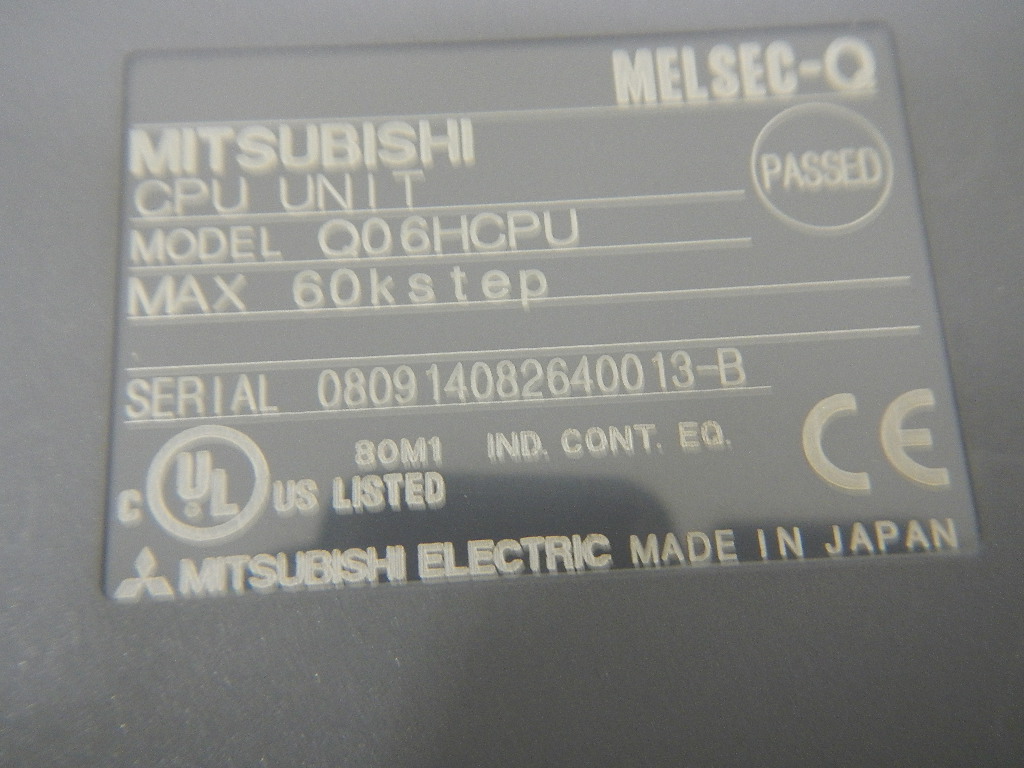 MELSEC-Q
MITSUBISHI
PASSED
CPU UNIT
MODEL Q06HCPU
MAX 60kstep
SERIAL 080914082640013-B
80M1 IND. CONT. EQ.
C UL US LISTED
CE
MITSUBISHI ELECTRIC MADE IN JAPAN